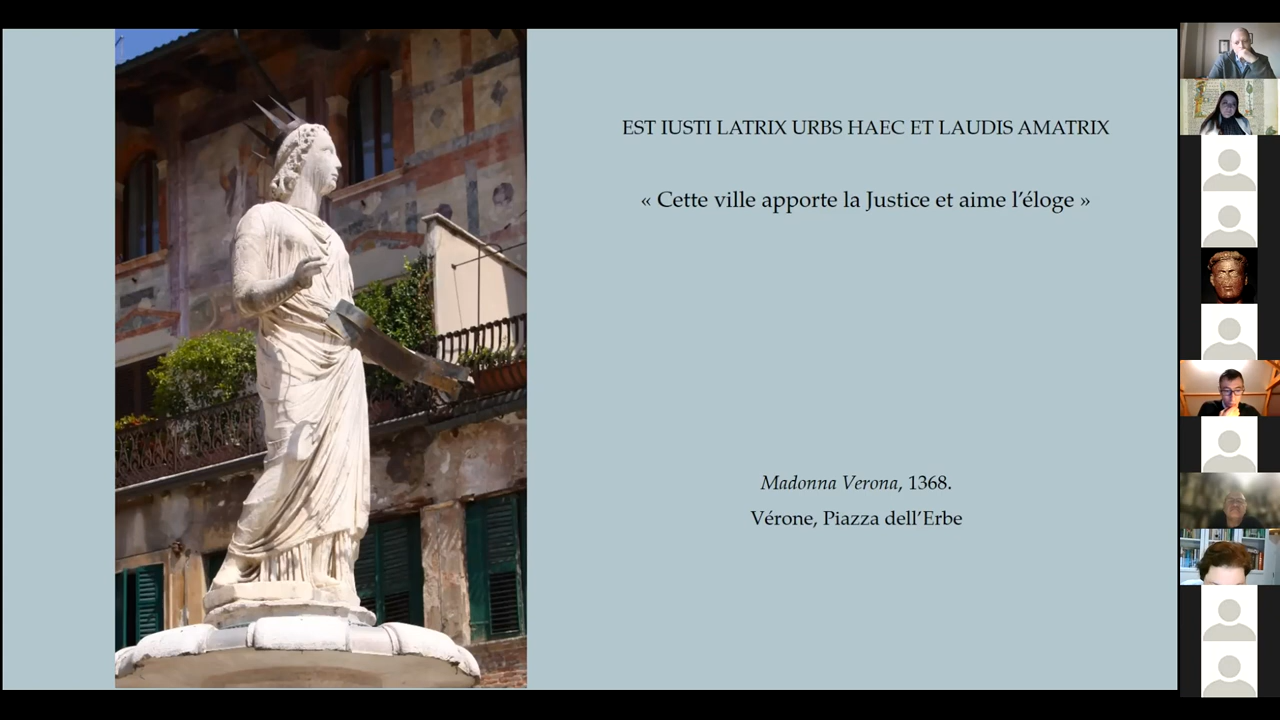 EST IUSTI LATRIX URBS HAEC ET LAUDIS AMATRIX
« Cette ville apporte la Justice et aime l’éloge »
Madonna Verona, 1368.
Vérone, Piazza dell’Erbe